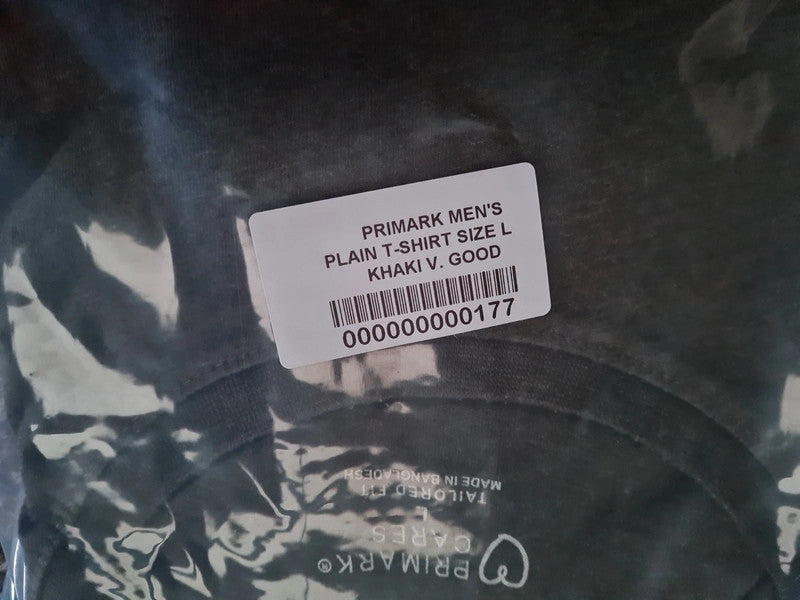 PRIMARK MEN'S
PLAIN T-SHIRT SIZE L
KHAKI V. GOOD
000000000177
PRIMARK®
CARES
L
TAILORED FIT
MADE IN BANGLADESH